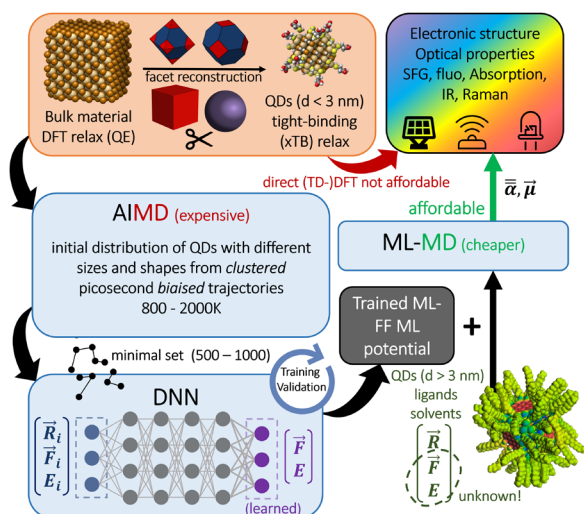 facet reconstruction
Bulk material
DFT relax (QE)
QDs (d < 3 nm)
tight-binding
(xTB) relax
Electronic structure
Optical properties
SFG, fluo, Absorption,
IR, Raman
direct (TD-)DFT not affordable
affordable
α, μ
AIMD (expensive)
initial distribution of QDs with different
sizes and shapes from clustered
picosecond biaised trajectories
800 - 2000K
ML-MD (cheaper)
minimal set (500 – 1000)
Training
Validation
Trained ML-
FF ML
potential
+
DNN
R⃗i
F⃗i
Ei
F⃗
E
(learned)
QDs (d > 3 nm)
ligands
solvents
R⃗
F⃗
E
unknown!